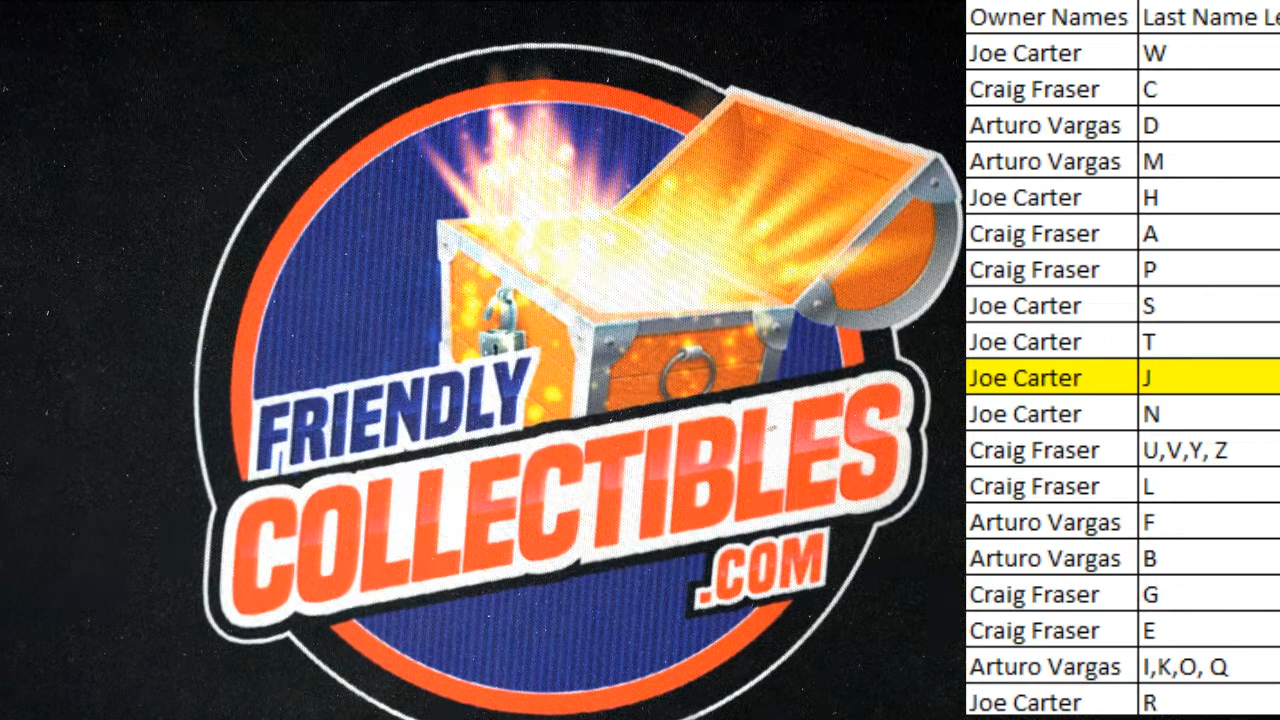 FRIENDLY
COLLECTIBLES
.COM
Owner Names Last Name Le
Joe Carter W
Craig Fraser C
Arturo Vargas D
Arturo Vargas M
Joe Carter H
Craig Fraser A
Craig Fraser P
Joe Carter S
Joe Carter T
Joe Carter J
Joe Carter N
Craig Fraser U,V,Y, Z
Craig Fraser L
Arturo Vargas F
Arturo Vargas B
Craig Fraser G
Craig Fraser E
Arturo Vargas I,K,O, Q
Joe Carter R